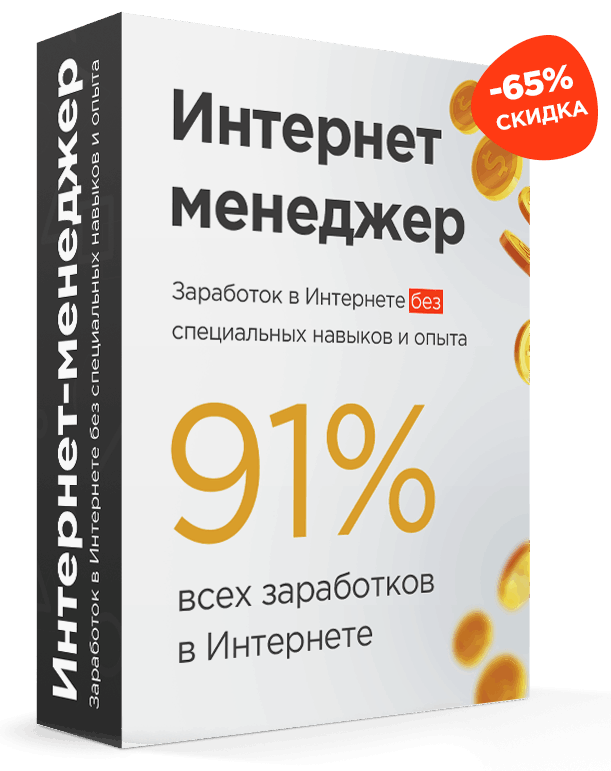 -65%
СКИДКА
Интернет
менеджер
Заработок в Интернете без
специальных навыков и опыта
91%
всех заработков
в Интернете
Интернет-менеджер
Заработок в Интернете без специальных навыков и опыта